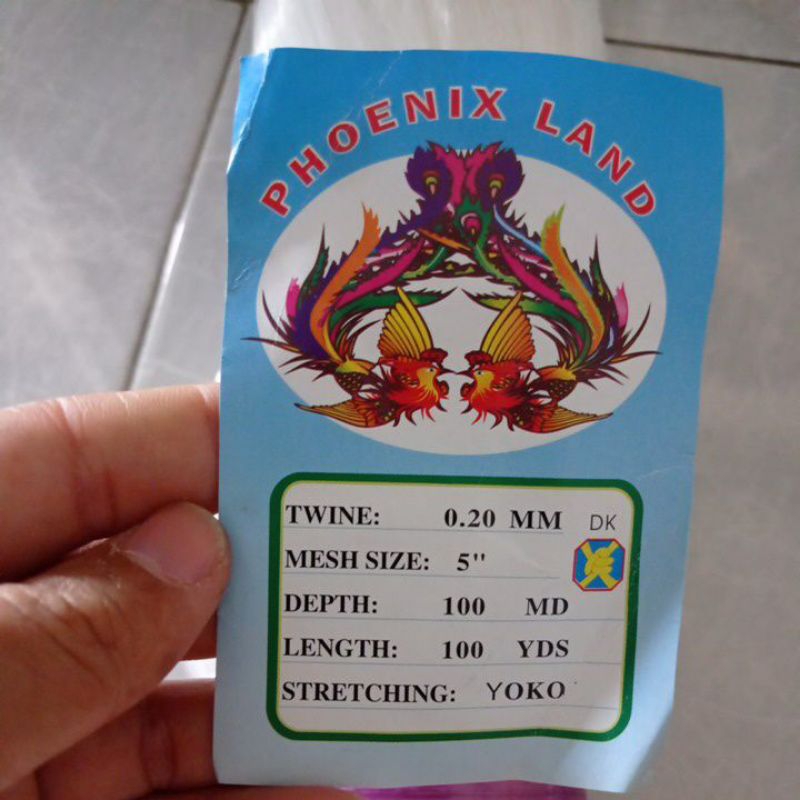 PHOENIX LAND
TWINE: 0.20 MM DK
MESH SIZE: 5"
DEPTH: 100 MD
LENGTH: 100 YDS
STRETCHING: YOKO